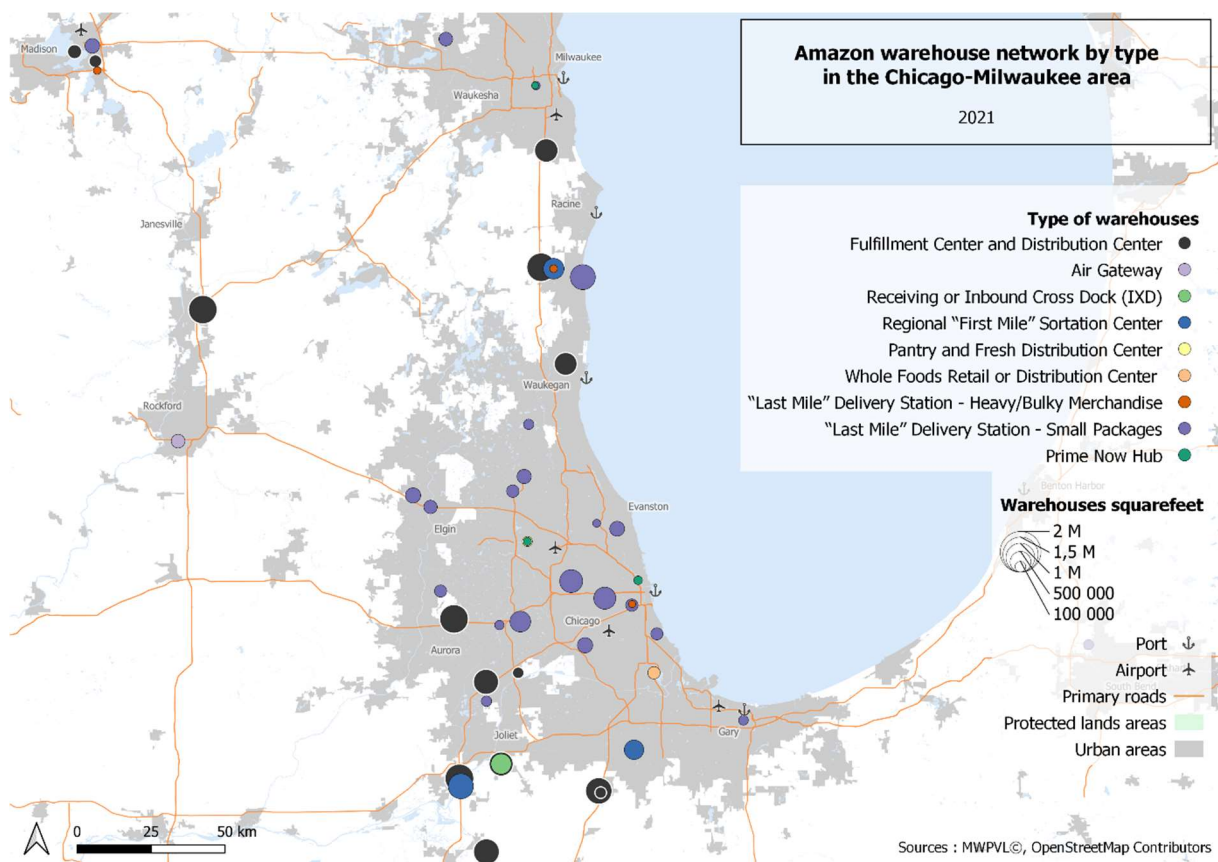 Amazon warehouse network by type
in the Chicago-Milwaukee area
2021
Madison
Milwaukee
Waukesha
Racine
Janesville
Waukegan
Rockford
Evanston
Elgin
Chicago
Aurora
Joliet
Gary
Type of warehouses
Fulfillment Center and Distribution Center
Air Gateway
Receiving or Inbound Cross Dock (IXD)
Regional “First Mile” Sortation Center
Pantry and Fresh Distribution Center
Whole Foods Retail or Distribution Center
“Last Mile” Delivery Station - Heavy/Bulky Merchandise
“Last Mile” Delivery Station - Small Packages
Prime Now Hub
Benton Harbor
Warehouses squarefeet
2 M
1,5 M
1 M
500 000
100 000
Port
Airport
South Bend
Primary roads
Protected lands areas
Urban areas
0 25 50 km
Sources : MWPVL©, OpenStreetMap Contributors